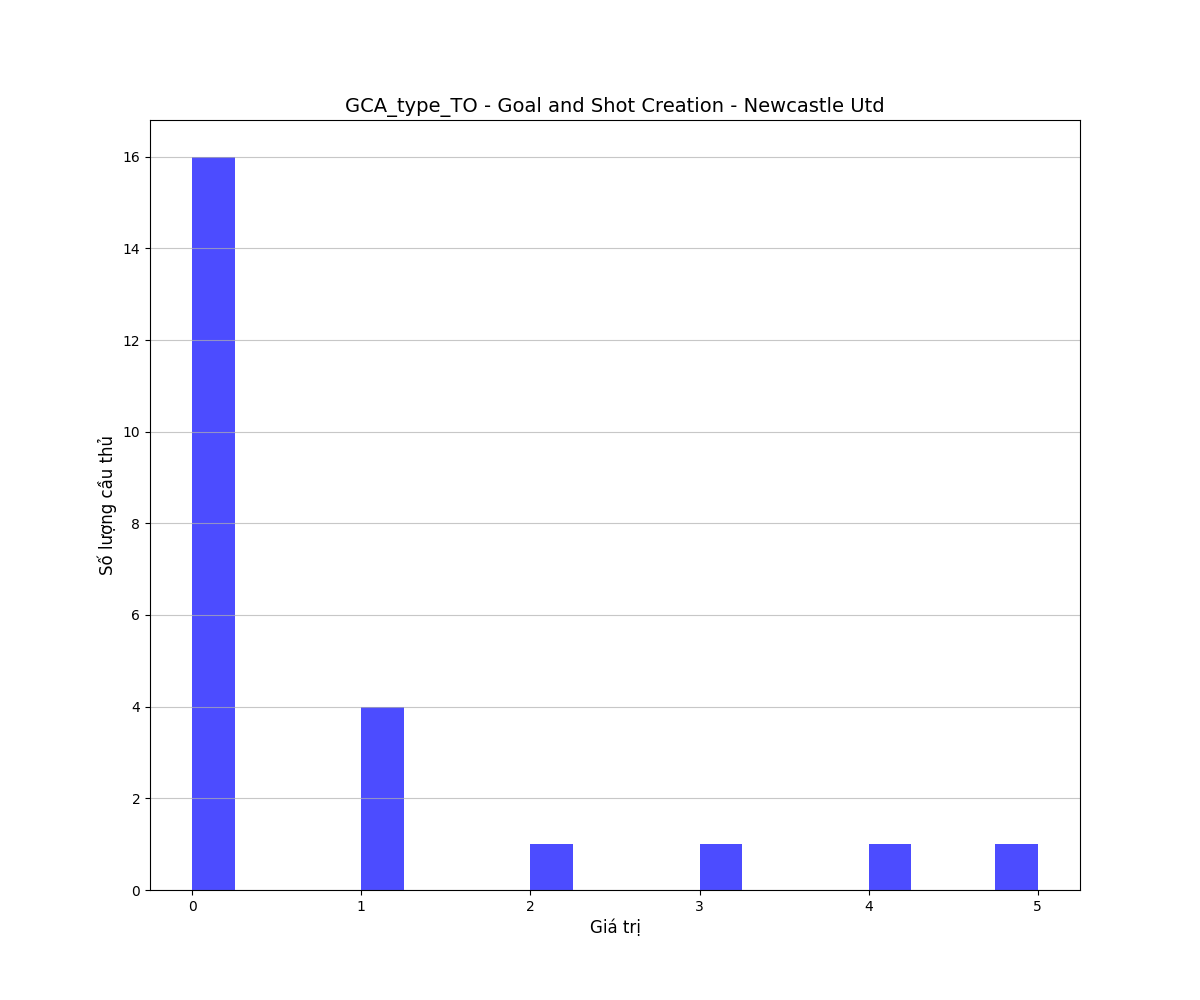 GCA_type_TO - Goal and Shot Creation - Newcastle Utd
Số lượng cầu thủ
16
14
12
10
8
6
4
2
0
0 1 2 3 4 5
Giá trị